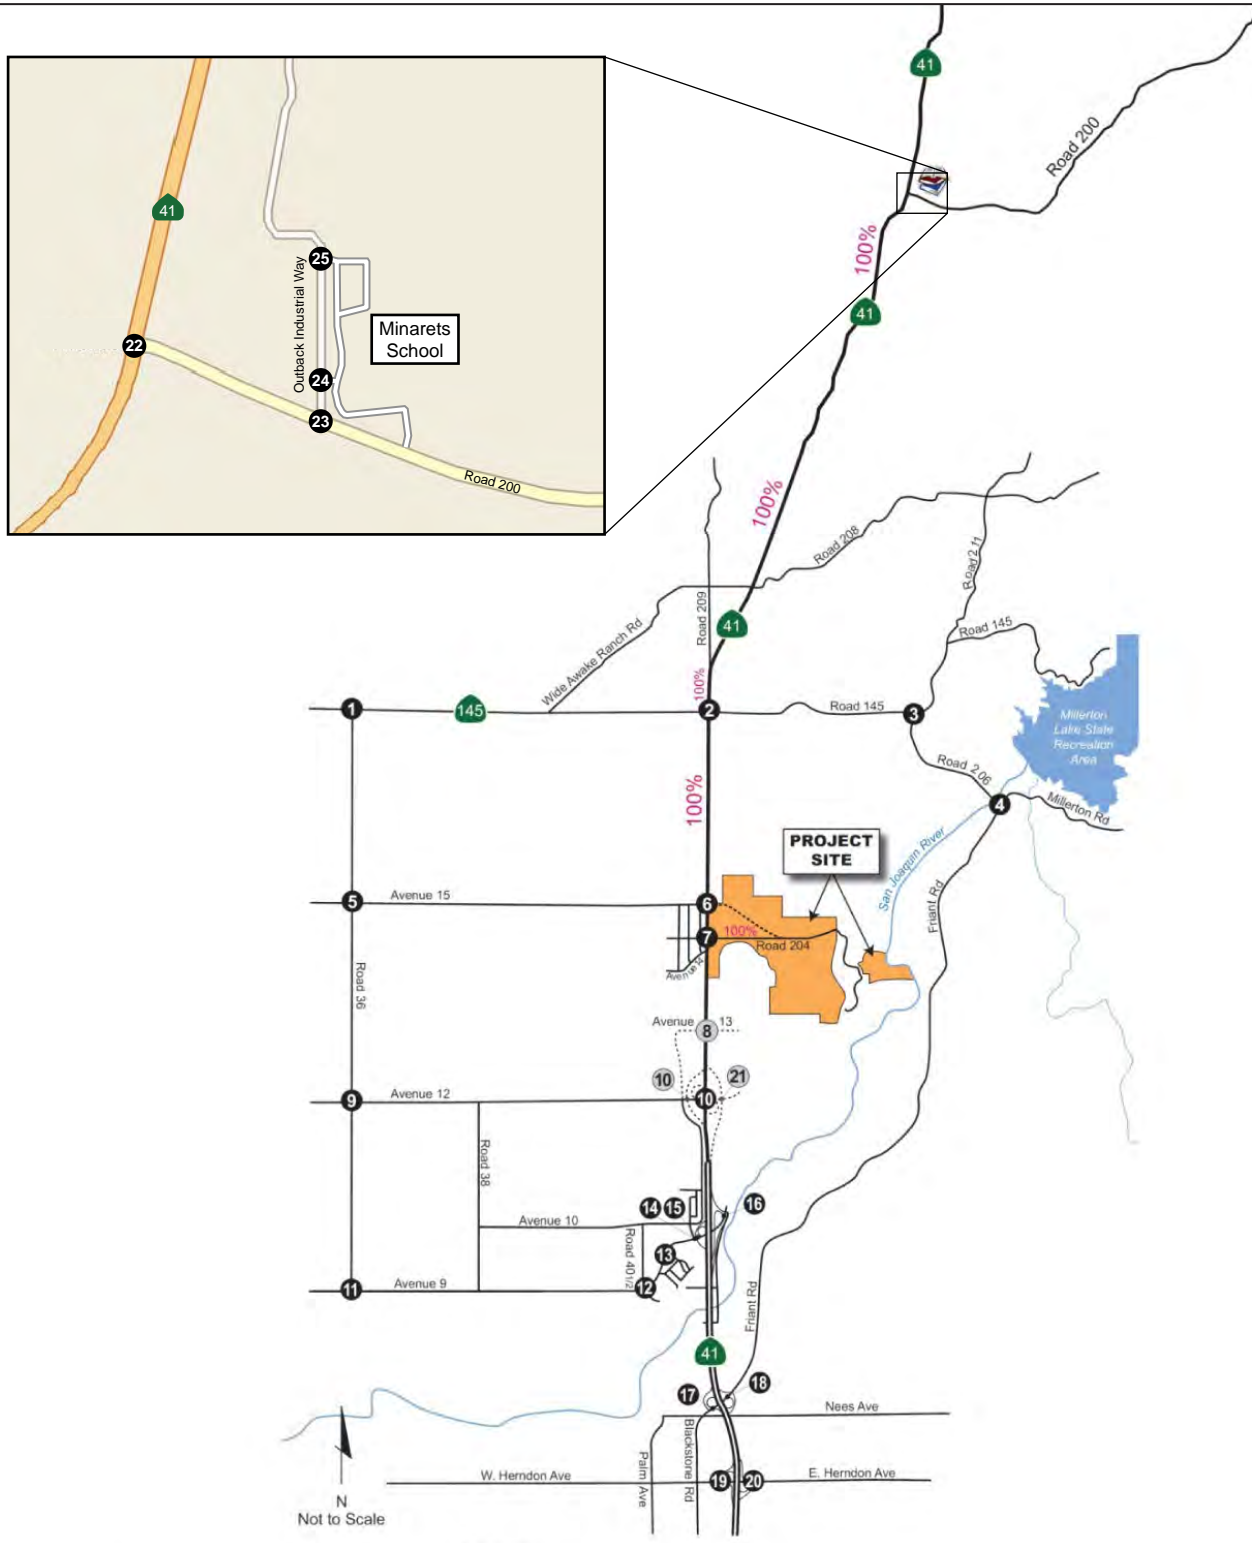 41
Road 200
41
25
Outback Industrial Way
Minarets
School
22
24
23
Road 200
100%
41
100%
Road 208
Road 211
Road 209
41
Wide Awake Ranch Rd
Road 145
100%
1
145
2
Road 145
3
Millerton
Lake State
Recreation
Area
Road 206
100%
4
Millerton Rd
PROJECT
SITE
San Joaquin River
Friant Rd
5
Avenue 15
6
7
100%
Road 204
Avenue 14
Road 36
Avenue
8
13
10
21
9
Avenue 12
10
Road 38
14
15
16
Avenue 10
Road 40 1/2
13
11
Avenue 9
12
Friant Rd
41
17
18
Nees Ave
Blackstone Rd
Palm Ave
W. Herndon Ave
19
20
E. Herndon Ave
N
Not to Scale